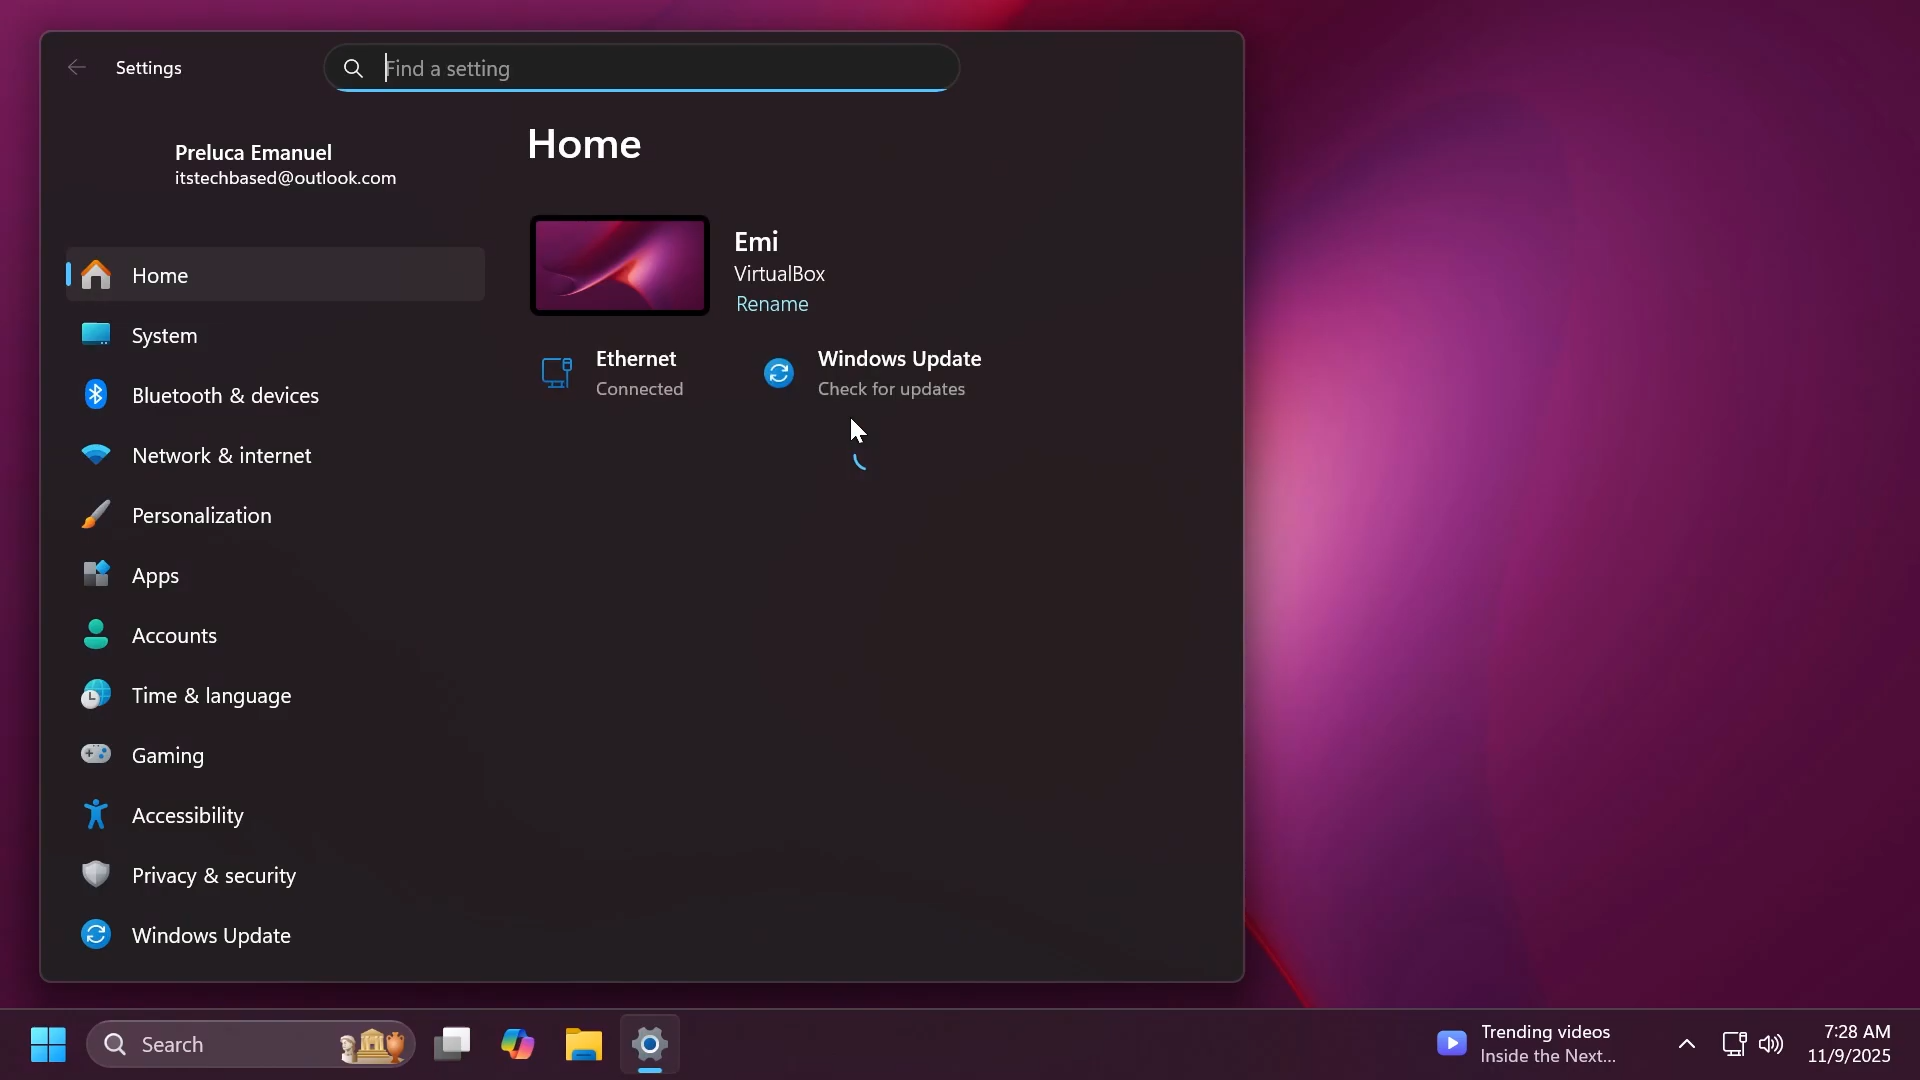 Settings
Find a setting
Preluca Emanuel
itstechbased@outlook.com
Home
System
Bluetooth & devices
Network & internet
Personalization
Apps
Accounts
Time & language
Gaming
Accessibility
Privacy & security
Windows Update
Home
Emi
VirtualBox
Rename
Ethernet
Connected
Windows Update
Check for updates
Search
Trending videos
Inside the Next...
7:28 AM
11/9/2025